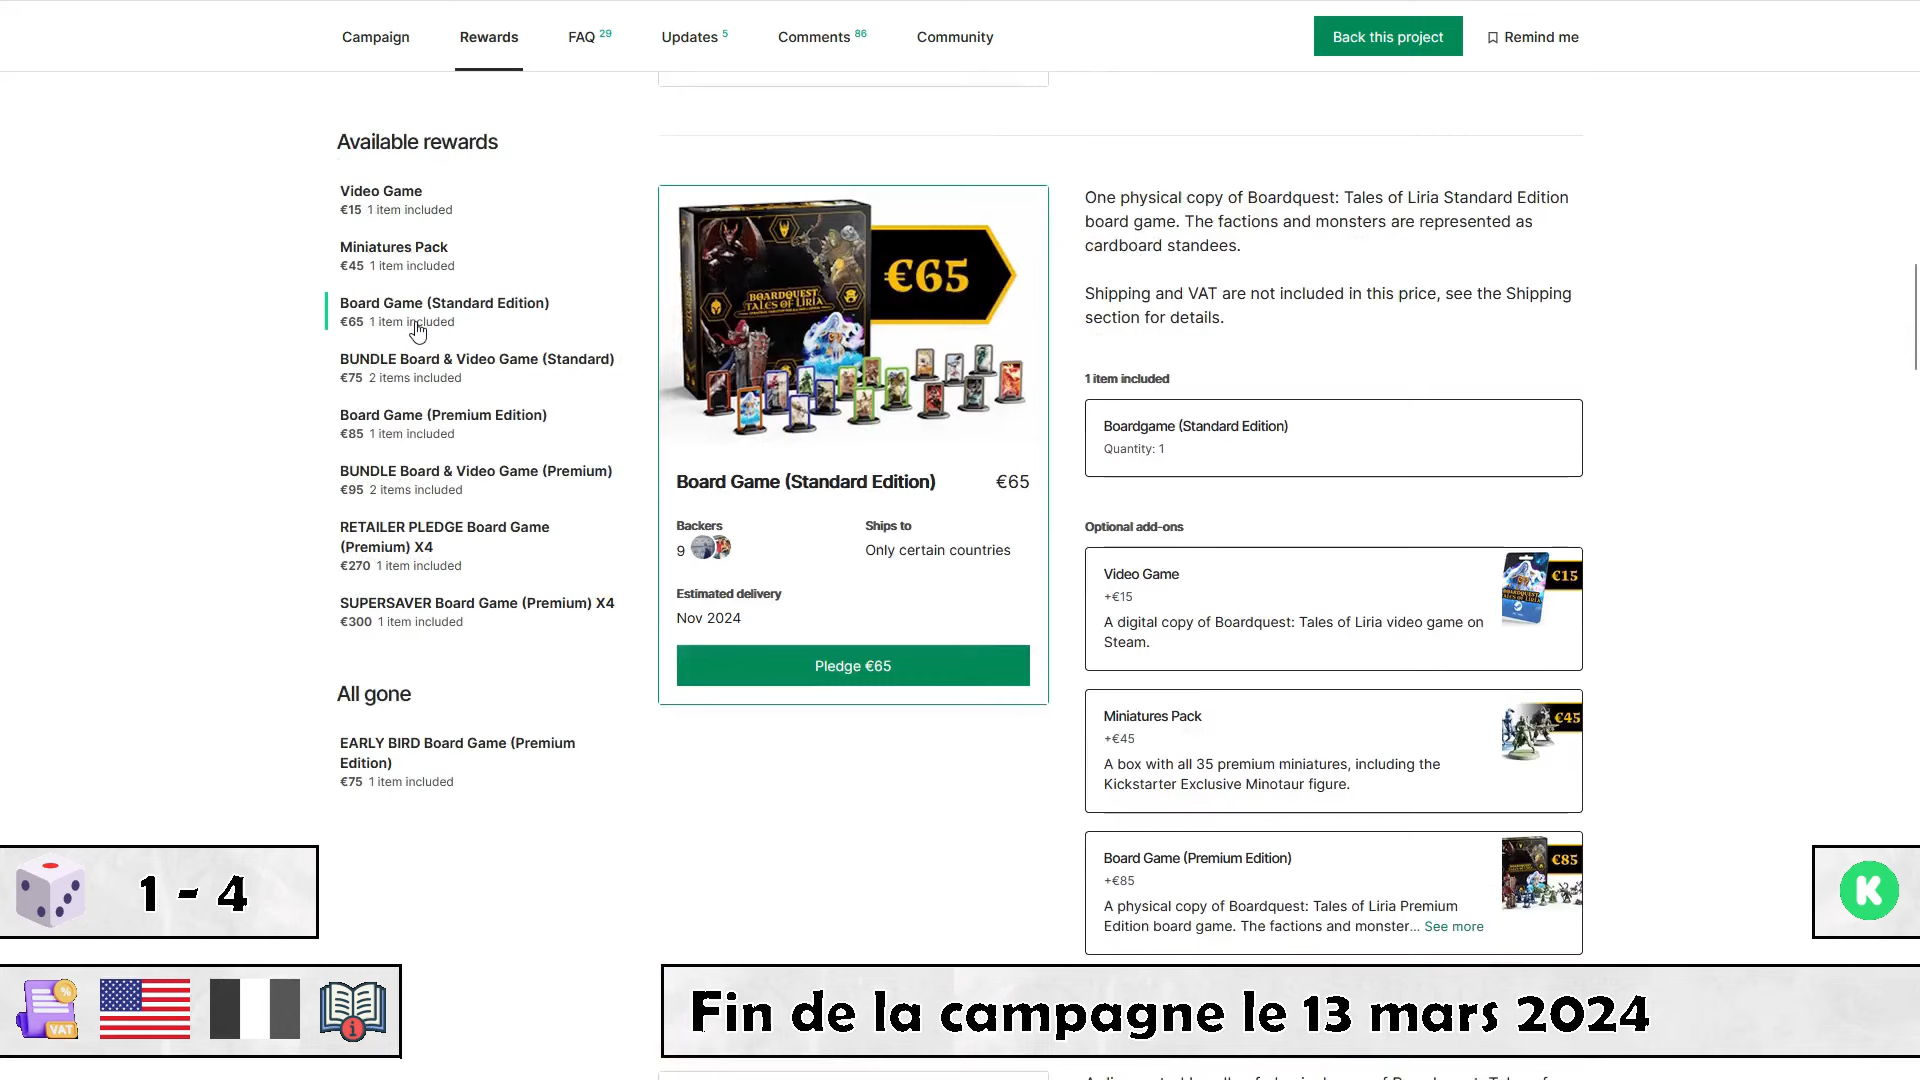 Campaign
Rewards
FAQ 29
Updates 5
Comments 86
Community
Back this project
Remind me
Available rewards
Video Game
€15 1 item included
Miniatures Pack
€45 1 item included
Board Game (Standard Edition)
€65 1 item included
BUNDLE Board & Video Game (Standard)
€75 2 items included
Board Game (Premium Edition)
€85 1 item included
BUNDLE Board & Video Game (Premium)
€95 2 items included
RETAILER PLEDGE Board Game
(Premium) X4
€270 1 item included
SUPERSAVER Board Game (Premium) X4
€300 1 item included
All gone
EARLY BIRD Board Game (Premium
Edition)
€75 1 item included
€65
BOARDQUEST
TALES OF LIRIA
Board Game (Standard Edition)
€65
Backers
9
Ships to
Only certain countries
Estimated delivery
Nov 2024
Pledge €65
One physical copy of Boardquest: Tales of Liria Standard Edition
board game. The factions and monsters are represented as
cardboard standees.
Shipping and VAT are not included in this price, see the Shipping
section for details.
1 item included
Boardgame (Standard Edition)
Quantity: 1
Optional add-ons
Video Game
+€15
A digital copy of Boardquest: Tales of Liria video game on
Steam.
€15
Miniatures Pack
+€45
A box with all 35 premium miniatures, including the
Kickstarter Exclusive Minotaur figure.
€45
Board Game (Premium Edition)
+€85
A physical copy of Boardquest: Tales of Liria Premium
Edition board game. The factions and monster... See more
€85
1 - 4
K
% VAT
Fin de la campagne le 13 mars 2024